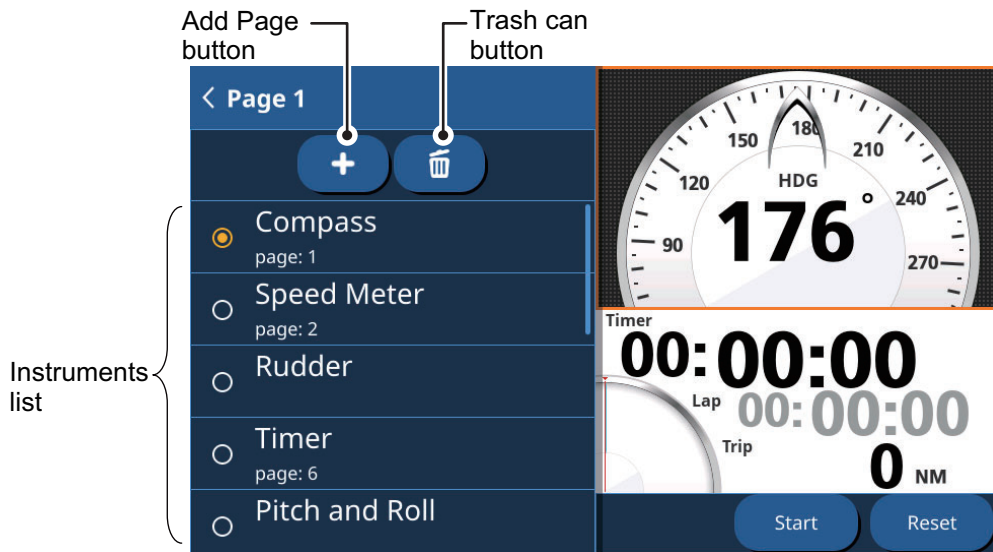 Add Page
button
Trash can
button
< Page 1
+
Instruments
list
Compass
page: 1
Speed Meter
page: 2
Rudder
Timer
page: 6
Pitch and Roll
90
120
150
180
210
240
270
HDG
176°
Timer
00:00:00
Lap
00:00:00
Trip
0 NM
Start
Reset